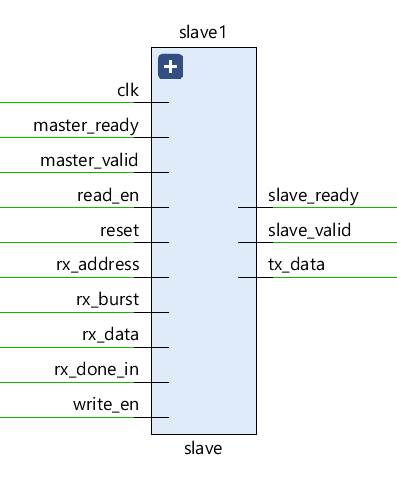 slave1
clk
master_ready
master_valid
read_en
slave_ready
reset
slave_valid
rx_address
tx_data
rx_burst
rx_data
rx_done_in
write_en
slave